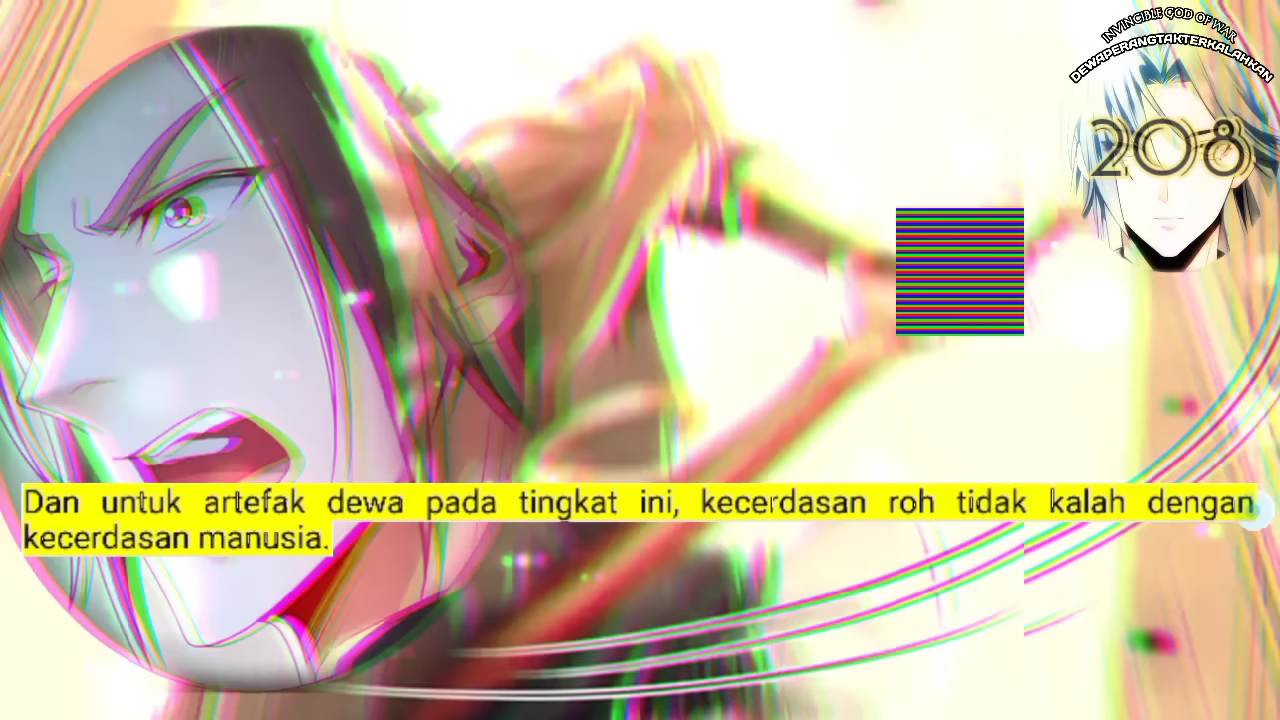 INVINCIBLE GOD OF WAR
DEWAPERANGTAKTERKALAHKAN
208
Dan untuk artefak dewa pada tingkat ini, kecerdasan roh tidak kalah dengan
kecerdasan manusia.